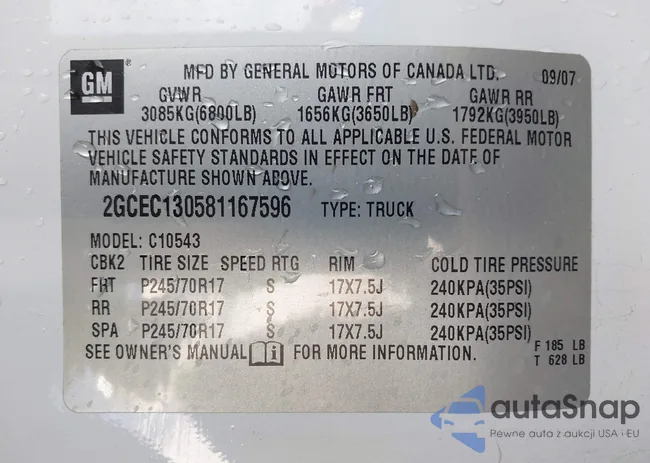 GM ® MFD BY GENERAL MOTORS OF CANADA LTD. 09/07
GVWR GAWR FRT GAWR RR
3085KG(6800LB) 1656KG(3650LB) 1792KG(3950LB)
THIS VEHICLE CONFORMS TO ALL APPLICABLE U.S. FEDERAL MOTOR
VEHICLE SAFETY STANDARDS IN EFFECT ON THE DATE OF
MANUFACTURE SHOWN ABOVE.
2GCEC130581167596 TYPE: TRUCK
MODEL: C10543
CBK2 TIRE SIZE SPEED RTG RIM COLD TIRE PRESSURE
FRT P245/70R17 S 17X7.5J 240KPA(35PSI)
RR P245/70R17 S 17X7.5J 240KPA(35PSI)
SPA P245/70R17 S 17X7.5J 240KPA(35PSI)
SEE OWNER'S MANUAL i FOR MORE INFORMATION.
F 185 LB
T 628 LB
autaSnap
Pewne auta z aukcji USA i EU